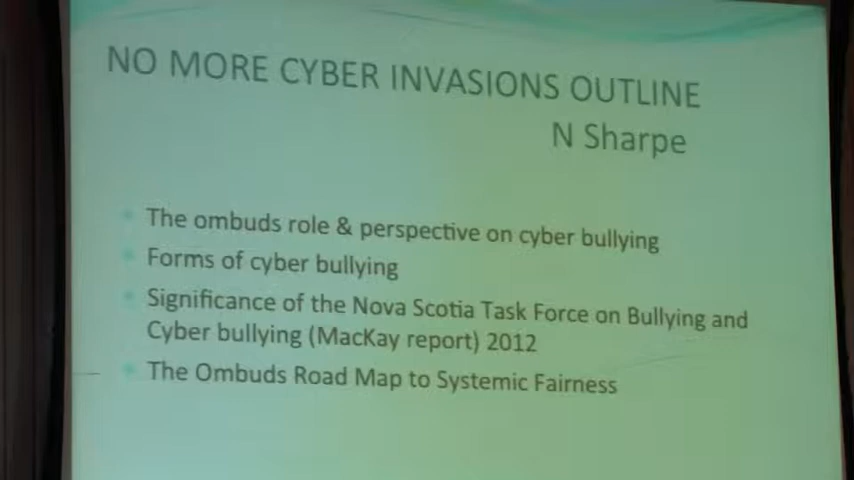 NO MORE CYBER INVASIONS OUTLINE
N Sharpe
The ombuds role & perspective on cyber bullying
Forms of cyber bullying
Significance of the Nova Scotia Task Force on Bullying and
Cyber bullying (MacKay report) 2012
The Ombuds Road Map to Systemic Fairness